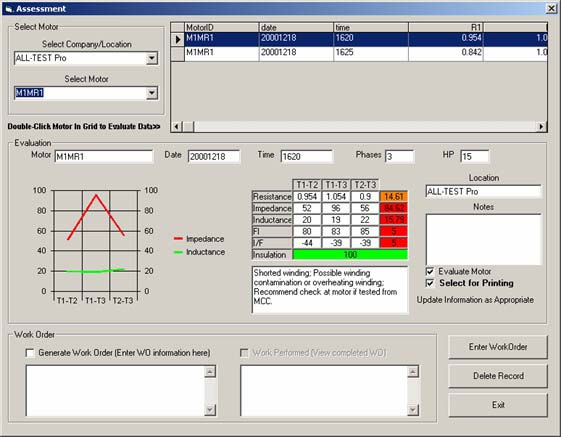 Assessment
Select Motor
Select Company/Location
ALL-TEST Pro
Select Motor
M1MR1
Double-Click Motor In Grid to Evaluate Data>>
MotorID date time R1
M1MR1 20001218 1620 0.954 1.0
M1MR1 20001218 1625 0.842 1.0
Evaluation
Motor M1MR1 Date 20001218 Time 1620 Phases 3 HP 15
100 100
80 80
60 60
40 40
20 20
0 0
T1-T2 T1-T3 T2-T3
Impedance
Inductance
T1-T2 T1-T3 T2-T3
Resistance 0.954 1.054 0.9 14.61
Impedance 52 96 56 84.62
Inductance 20 19 22 15.79
FI 80 83 85 5
I/F -44 -39 -39 5
Insulation 100
Shorted winding; Possible winding
contamination or overheating winding;
Recommend check at motor if tested from
MCC.
Location
ALL-TEST Pro
Notes
Evaluate Motor
Select for Printing
Update Information as Appropriate
Work Order
Generate Work Order (Enter WO information here)
Work Performed (View completed WO)
Enter WorkOrder
Delete Record
Exit